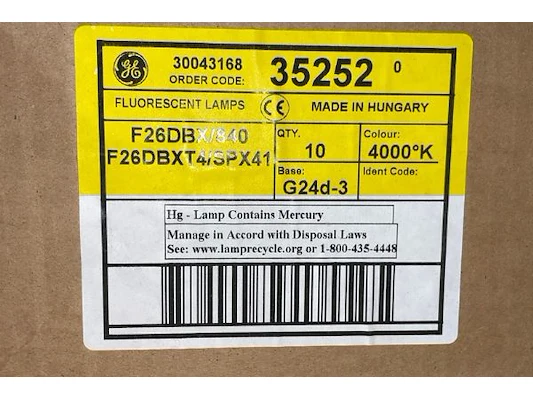 GE
30043168
ORDER CODE:
35252 0
FLUORESCENT LAMPS
CE
MADE IN HUNGARY
F26DBX/840
F26DBXT4/SPX41
QTY.
10
Colour:
4000°K
Base:
G24d-3
Ident Code:
Hg - Lamp Contains Mercury
Manage in Accord with Disposal Laws
See: www.lamprecycle.org or 1-800-435-4448